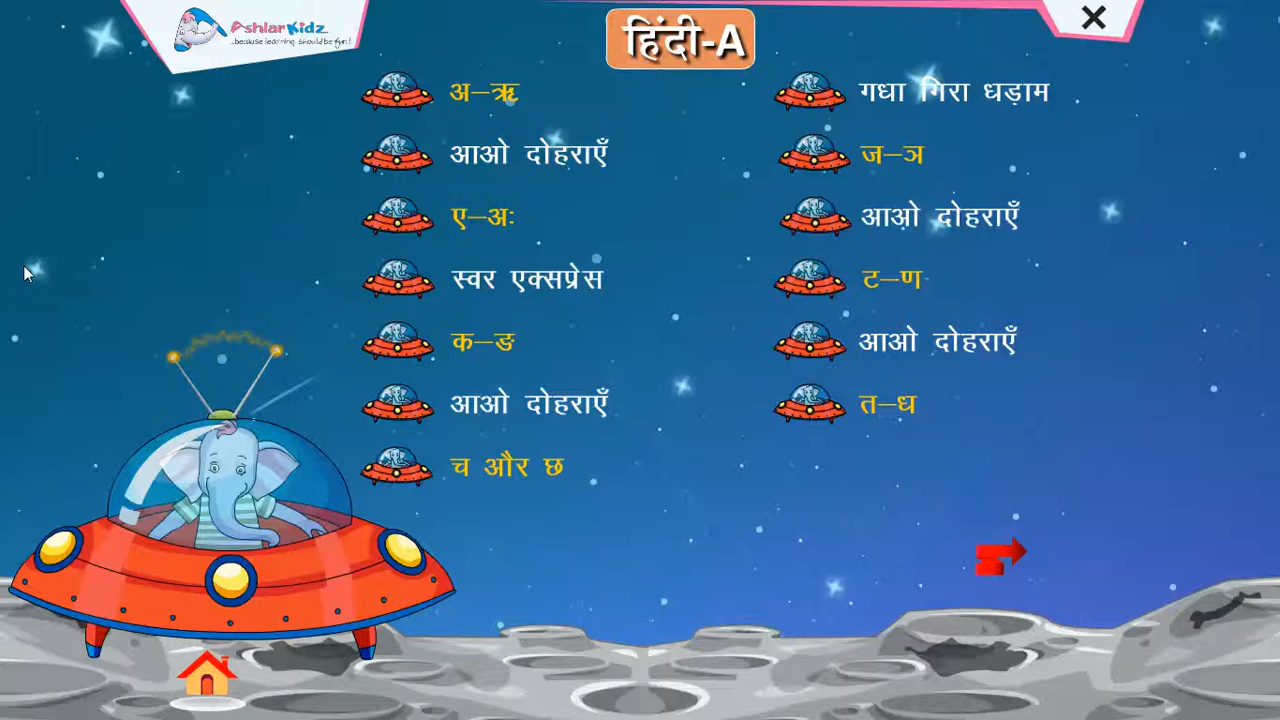 AshlarKidz
...because learning should be fun!
हिंदी-A
अ–ऋ
आओ दोहराएँ
ए–अः
स्वर एक्सप्रेस
क–ङ
आओ दोहराएँ
च और छ
गधा गिरा धड़ाम
ज–ञ
आओ दोहराएँ
ट–ण
आओ दोहराएँ
त–ध